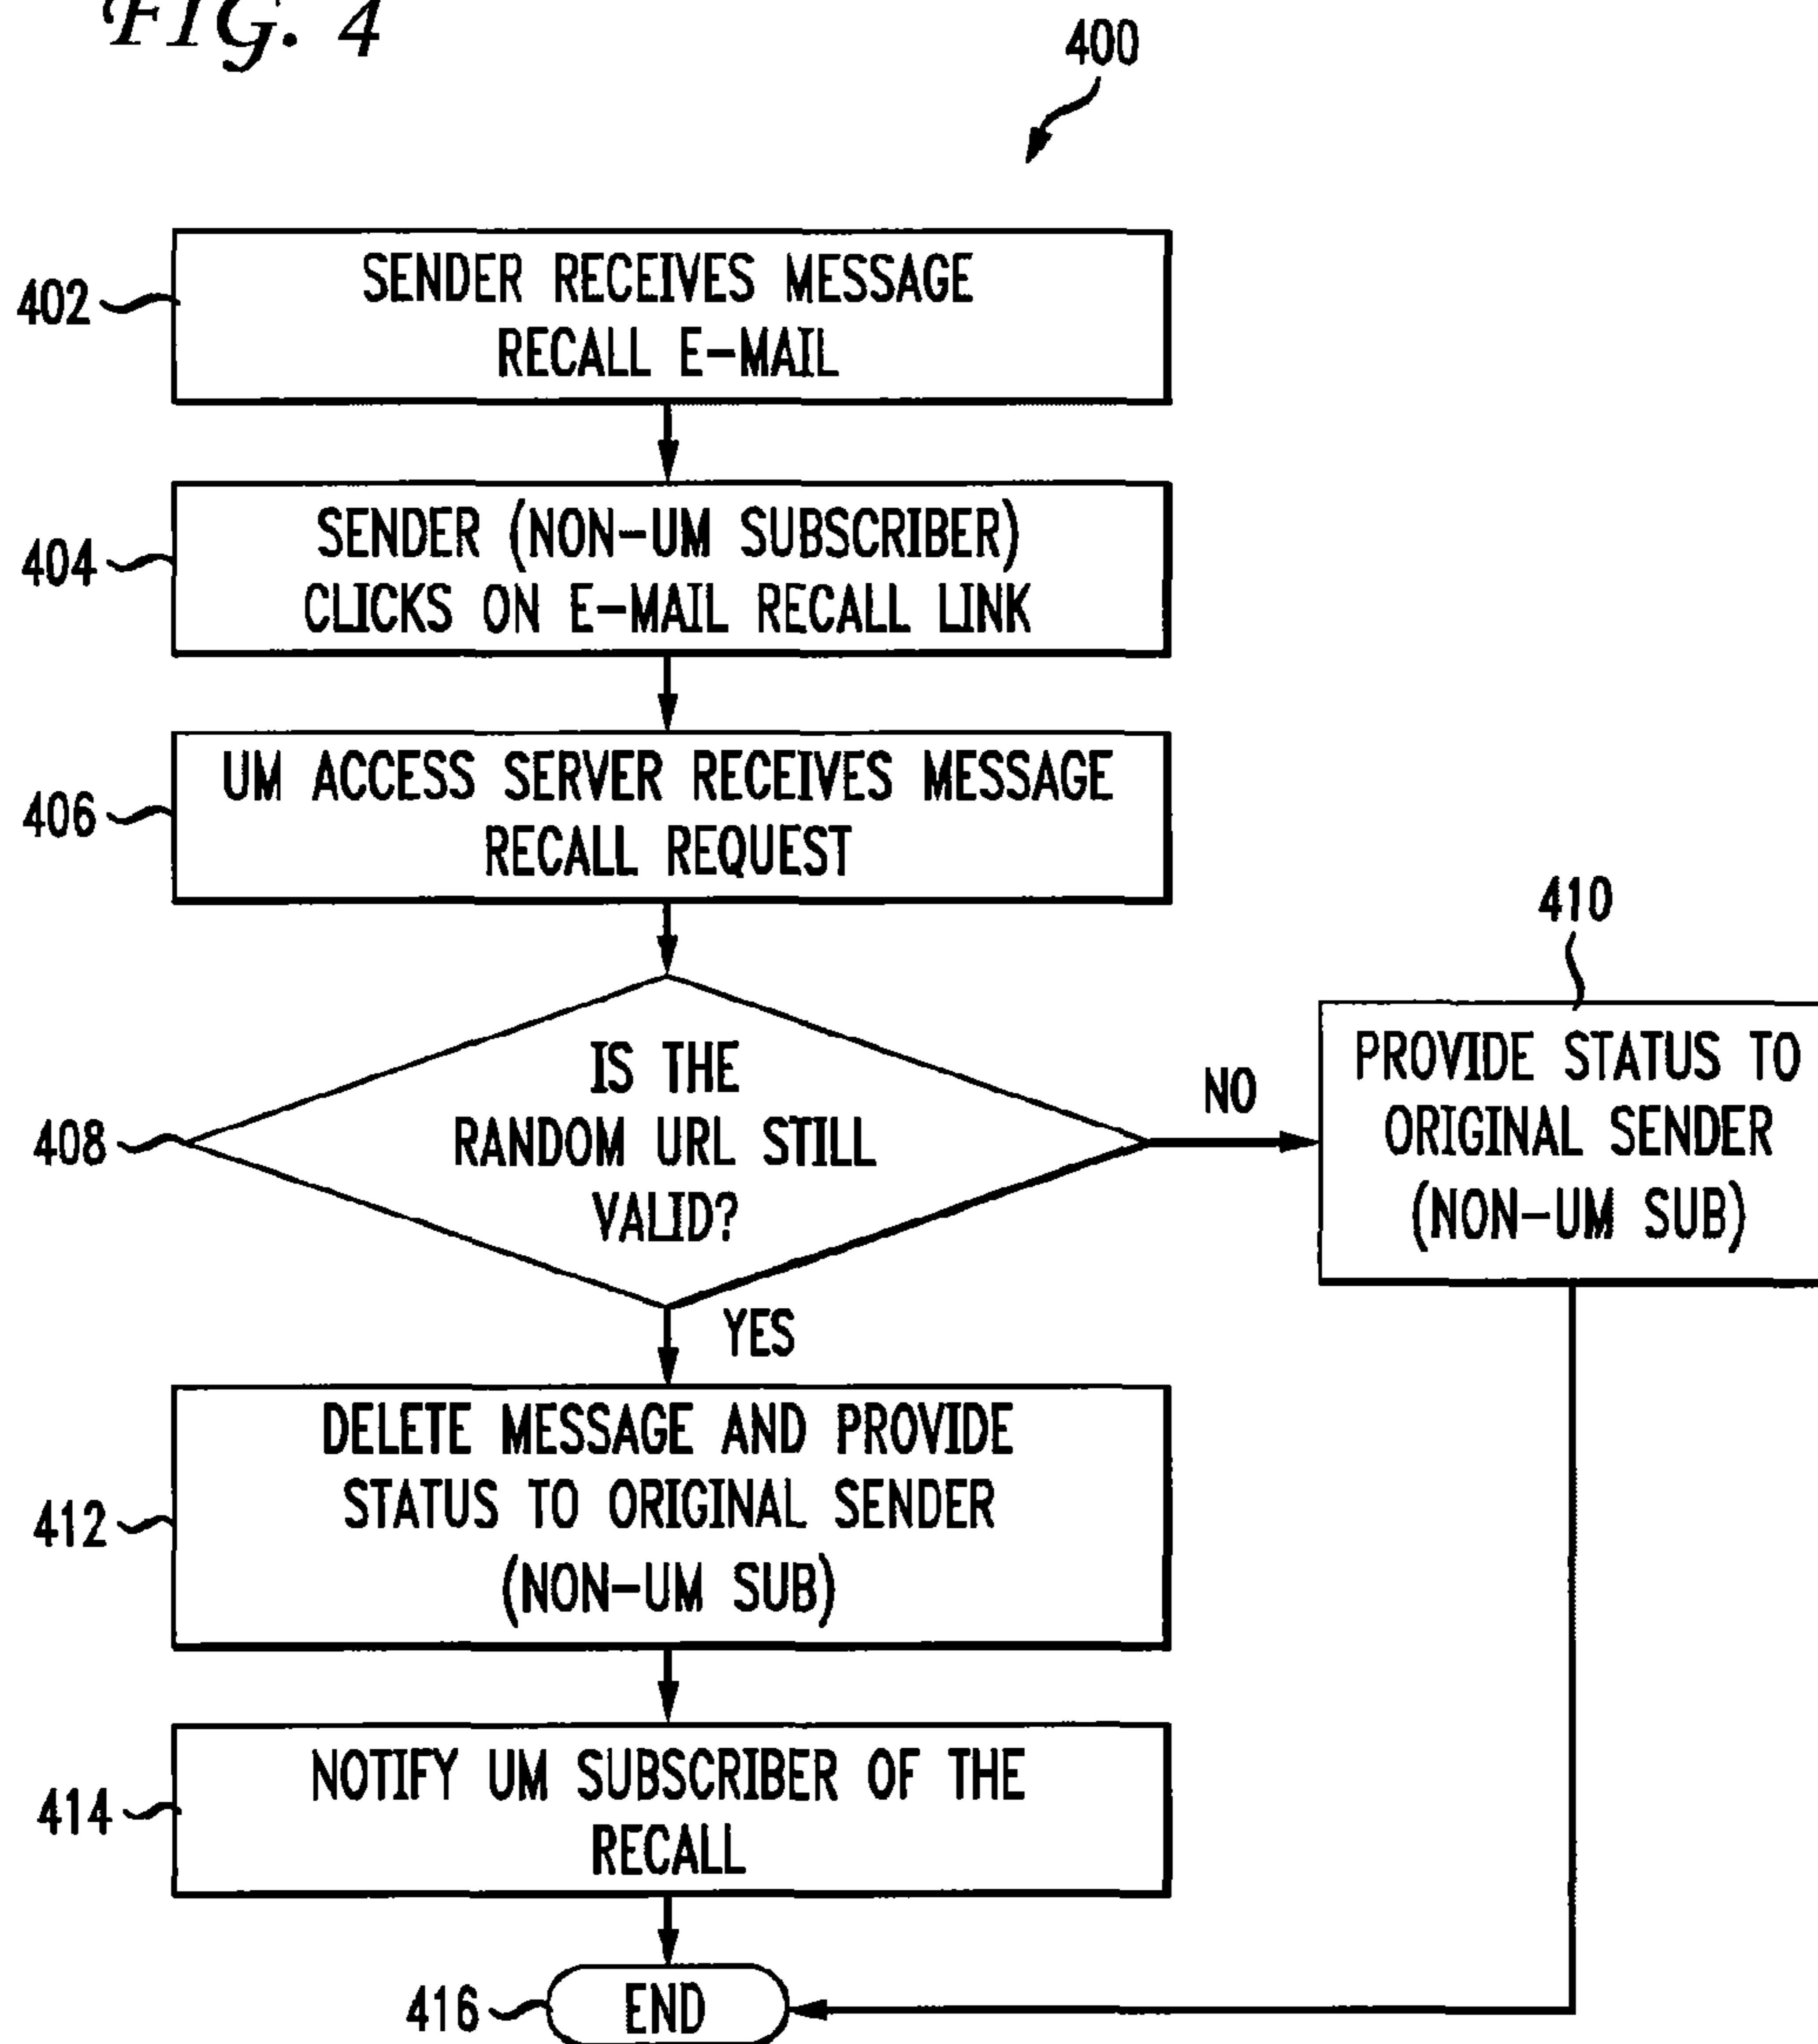 FIG. 4
400
402
SENDER RECEIVES MESSAGE
RECALL E-MAIL
404
SENDER (NON-UM SUBSCRIBER)
CLICKS ON E-MAIL RECALL LINK
406
UM ACCESS SERVER RECEIVES MESSAGE
RECALL REQUEST
408
IS THE
RANDOM URL STILL
VALID?
NO
410
PROVIDE STATUS TO
ORIGINAL SENDER
(NON-UM SUB)
YES
412
DELETE MESSAGE AND PROVIDE
STATUS TO ORIGINAL SENDER
(NON-UM SUB)
414
NOTIFY UM SUBSCRIBER OF THE
RECALL
416
END